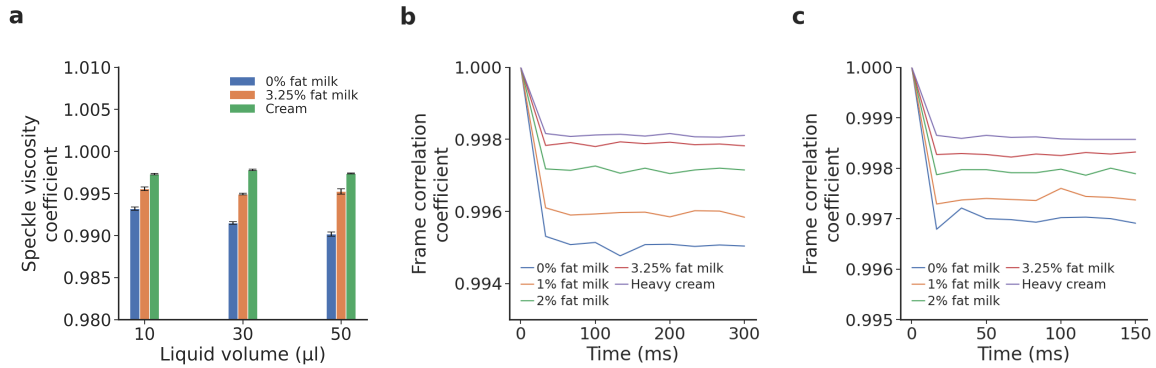 a
1.010
1.005
1.000
0.995
0.990
0.985
0.980
Speckle viscosity
coefficient
10
30
50
Liquid volume (µl)
0% fat milk
3.25% fat milk
Cream
b
1.000
0.998
0.996
0.994
Frame correlation
coefficient
0
100
200
300
Time (ms)
0% fat milk
1% fat milk
2% fat milk
3.25% fat milk
Heavy cream
c
1.000
0.999
0.998
0.997
0.996
0.995
Frame correlation
coefficient
0
50
100
150
Time (ms)
0% fat milk
1% fat milk
2% fat milk
3.25% fat milk
Heavy cream